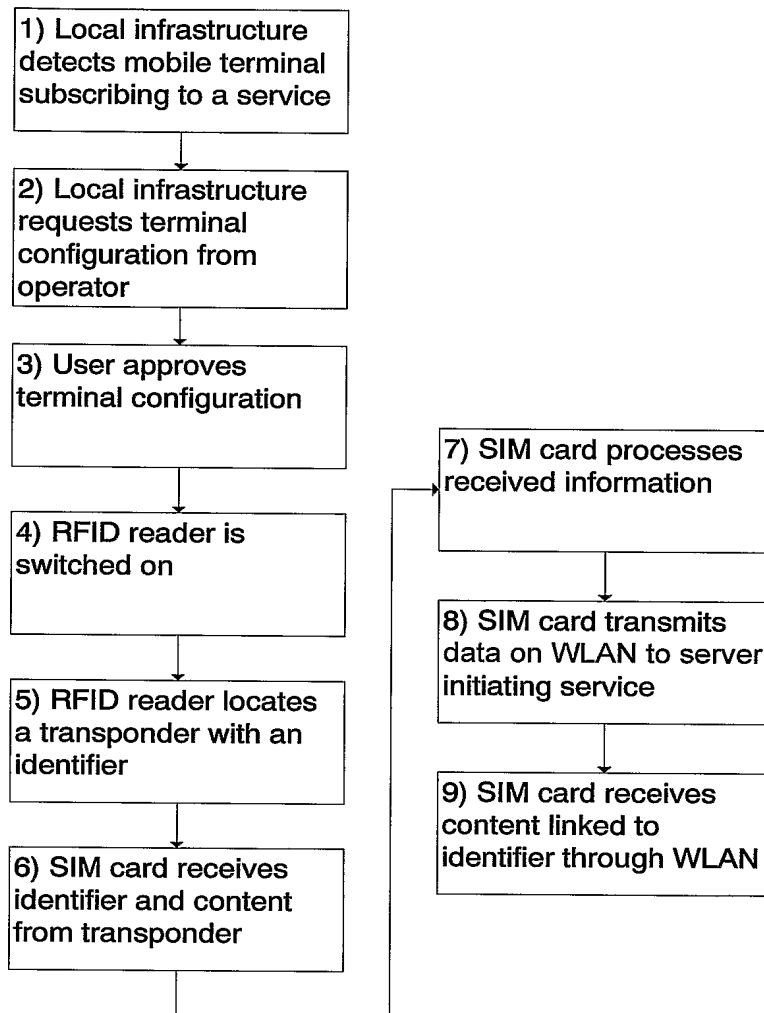 1) Local infrastructure
detects mobile terminal
subscribing to a service
2) Local infrastructure
requests terminal
configuration from
operator
3) User approves
terminal configuration
4) RFID reader is
switched on
5) RFID reader locates
a transponder with an
identifier
6) SIM card receives
identifier and content
from transponder
7) SIM card processes
received information
8) SIM card transmits
data on WLAN to server
initiating service
9) SIM card receives
content linked to
identifier through WLAN